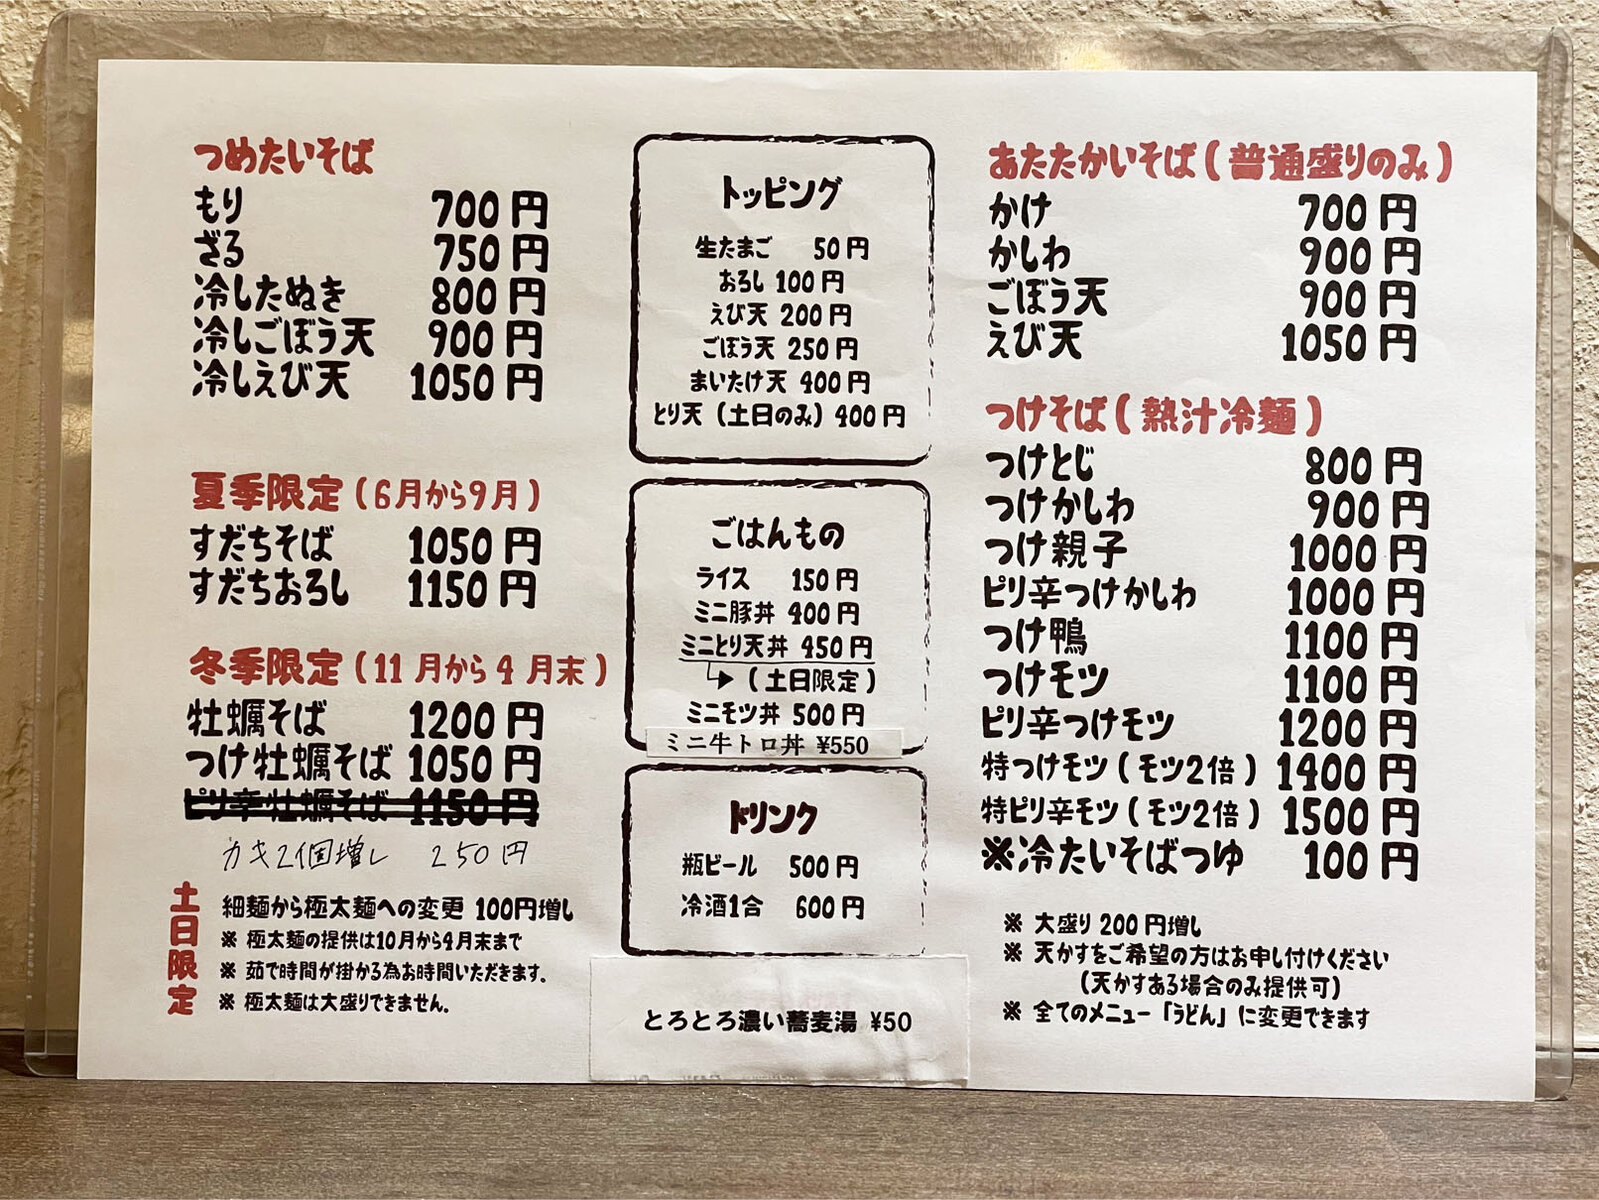 つめたいそば
もり 700円
ざる 750円
冷したぬき 800円
冷しごぼう天 900円
冷しえび天 1050円
夏季限定(6月から9月)
すだちそば 1050円
すだちおろし 1150円
冬季限定(11月から4月末)
牡蠣そば 1200円
つけ牡蠣そば 1050円
ピリ辛牡蠣そば 1150円
カキ2個増し 250円
土日限定
細麺から極太麺への変更 100円増し
※ 極太麺の提供は10月から4月末まで
※ 茹で時間が掛かる為お時間いただきます。
※ 極太麺は大盛りできません。
トッピング
生たまご 50円
おろし 100円
えび天 200円
ごぼう天 250円
まいたけ天 400円
とり天(土日のみ)400円
ごはんもの
ライス 150円
ミニ豚丼 400円
ミニとり天丼 450円
(土日限定)
ミニモツ丼 500円
ミニ牛トロ丼 ¥550
ドリンク
瓶ビール 500円
冷酒1合 600円
とろとろ濃い蕎麦湯 ¥50
あたたかいそば(普通盛りのみ)
かけ 700円
かしわ 900円
ごぼう天 900円
えび天 1050円
つけそば(熱汁冷麺)
つけとじ 800円
つけかしわ 900円
つけ親子 1000円
ピリ辛つけかしわ 1000円
つけ鴨 1100円
つけモツ 1100円
ピリ辛つけモツ 1200円
特つけモツ(モツ2倍)1400円
特ピリ辛モツ(モツ2倍)1500円
※冷たいそばつゆ 100円
※ 大盛り200円増し
※ 天かすをご希望の方はお申し付けください
(天かすある場合のみ提供可)
※ 全てのメニュー「うどん」に変更できます